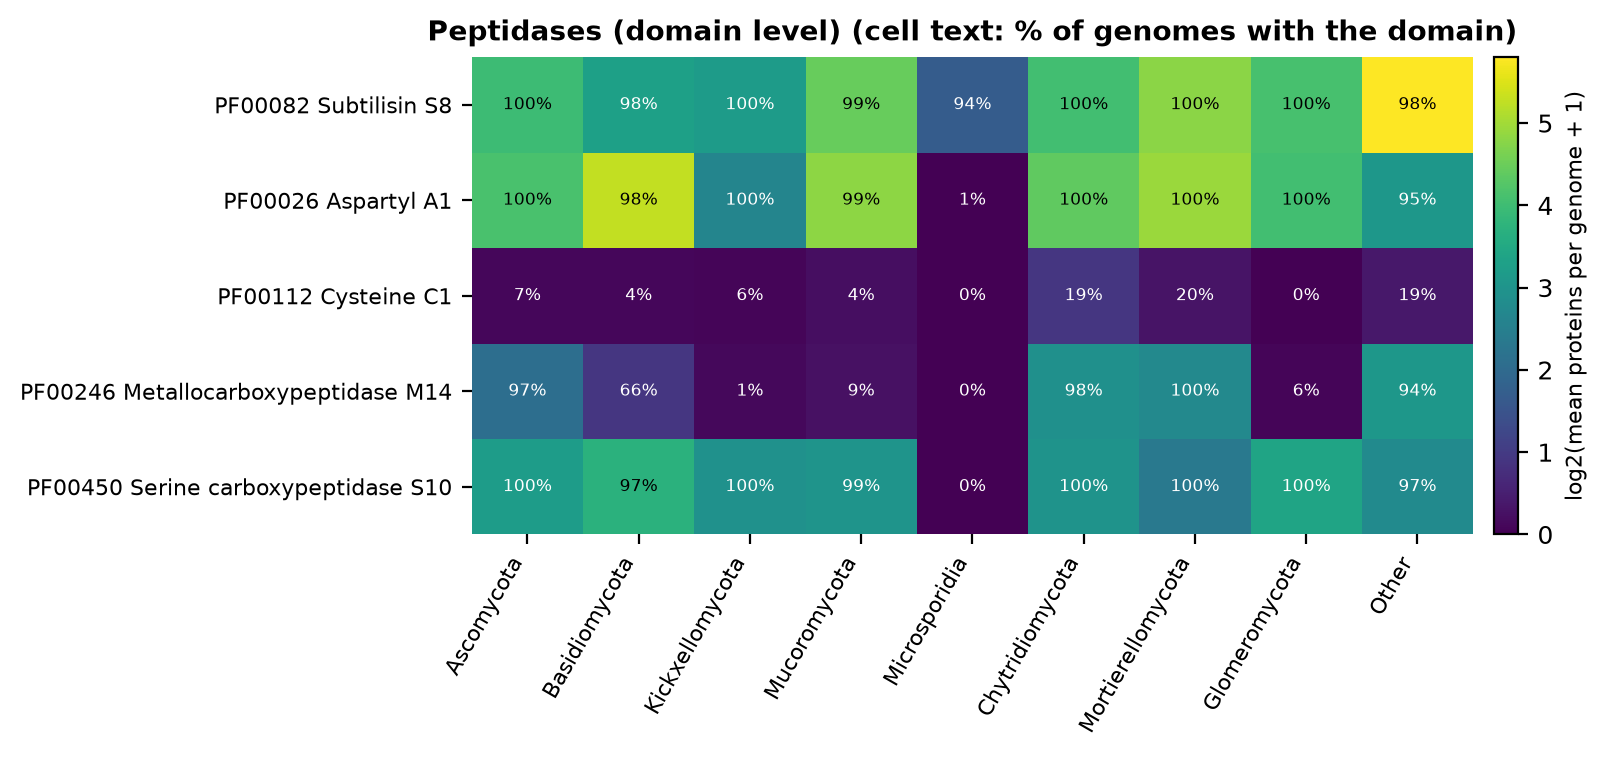 Peptidases (domain level) (cell text: % of genomes with the domain)
PF00082 Subtilisin S8 100% 98% 100% 99% 94% 100% 100% 100% 98%
PF00026 Aspartyl A1 100% 98% 100% 99% 1% 100% 100% 100% 95%
PF00112 Cysteine C1 7% 4% 6% 4% 0% 19% 20% 0% 19%
PF00246 Metallocarboxypeptidase M14 97% 66% 1% 9% 0% 98% 100% 6% 94%
PF00450 Serine carboxypeptidase S10 100% 97% 100% 99% 0% 100% 100% 100% 97%
Ascomycota
Basidiomycota
Kickxellomycota
Mucoromycota
Microsporidia
Chytridiomycota
Mortierellomycota
Glomeromycota
Other
5
4
3
2
1
0
log2(mean proteins per genome + 1)